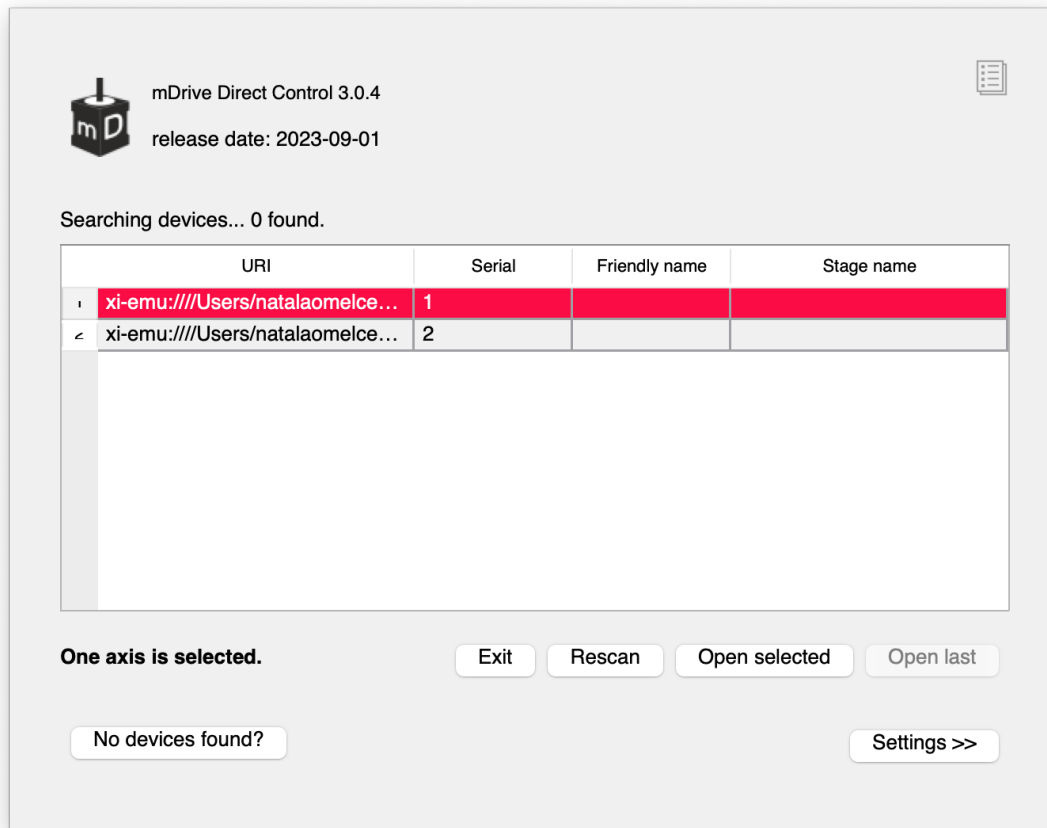 mD
mDrive Direct Control 3.0.4
release date: 2023-09-01
Searching devices... 0 found.
URI Serial Friendly name Stage name
xi-emu:////Users/natalaomelce... 1
xi-emu:////Users/natalaomelce... 2
One axis is selected.
Exit Rescan Open selected Open last
No devices found?
Settings >>